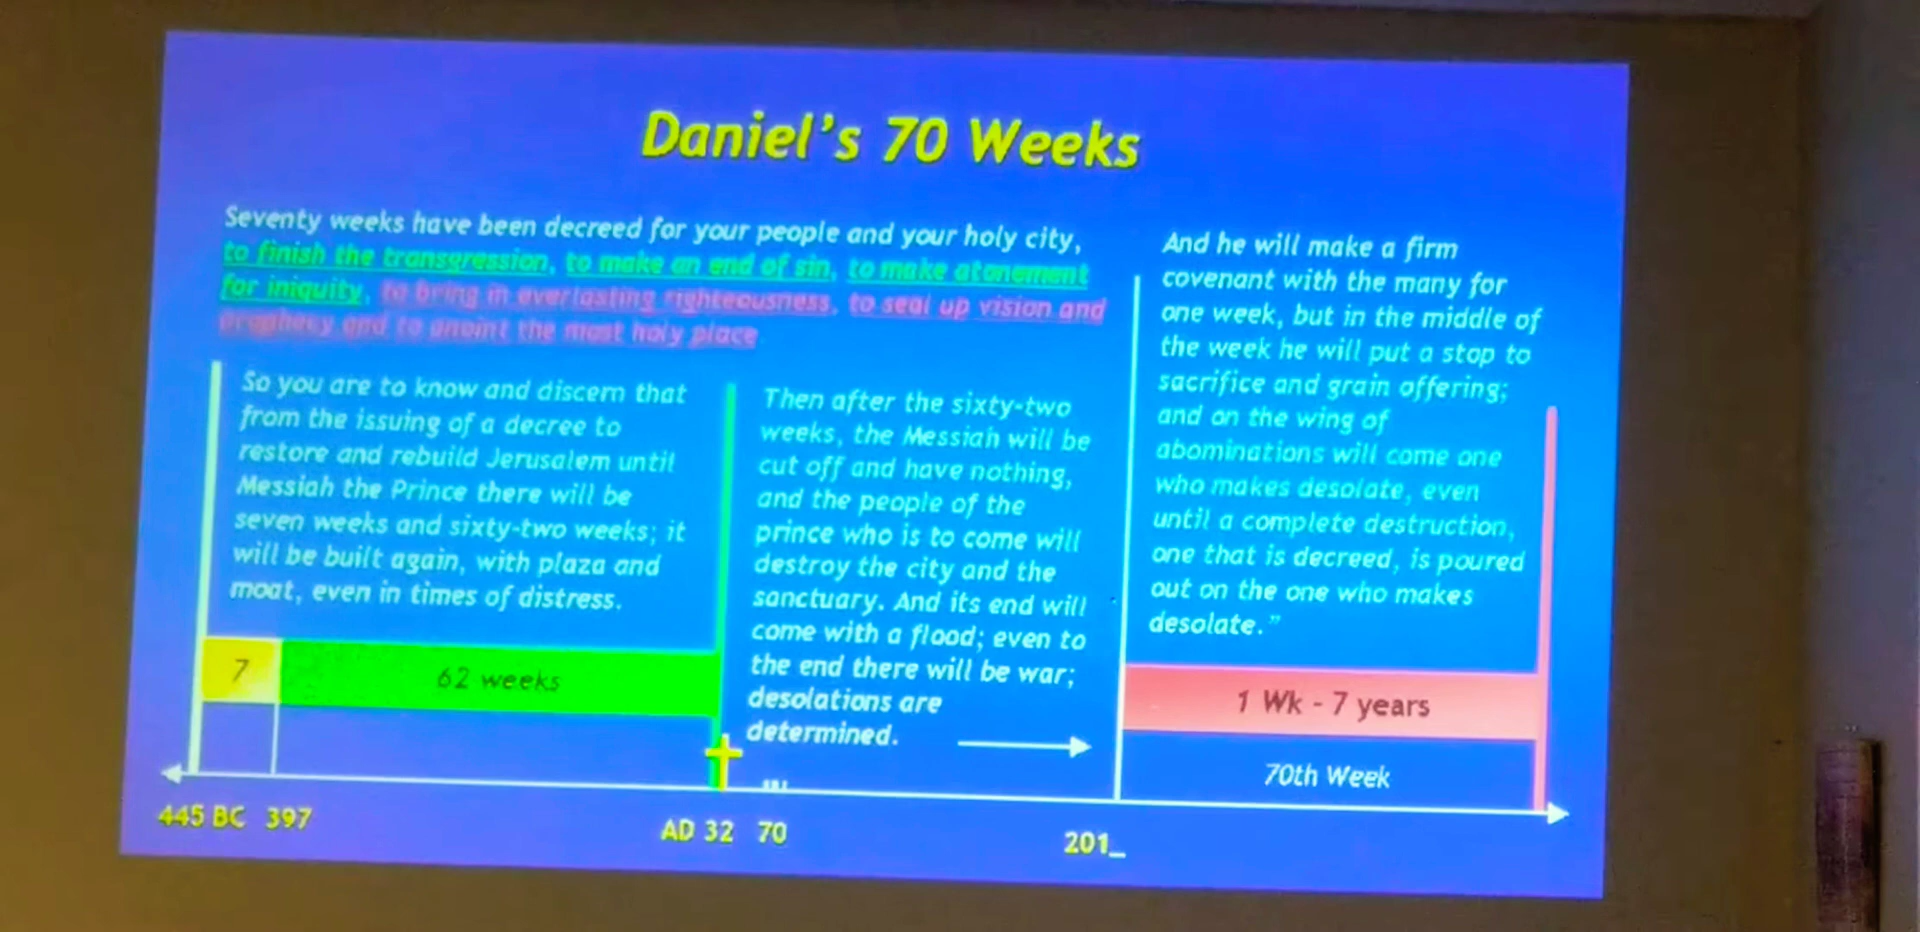 Daniel's 70 Weeks
Seventy weeks have been decreed for your people and your holy city,
to finish the transgression, to make an end of sin, to make atonement
for iniquity, to bring in everlasting righteousness, to seal up vision and
prophecy and to anoint the most holy place
So you are to know and discern that
from the issuing of a decree to
restore and rebuild Jerusalem until
Messiah the Prince there will be
seven weeks and sixty-two weeks; it
will be built again, with plaza and
moat, even in times of distress.
Then after the sixty-two
weeks, the Messiah will be
cut off and have nothing,
and the people of the
prince who is to come will
destroy the city and the
sanctuary. And its end will
come with a flood; even to
the end there will be war;
desolations are
determined.
And he will make a firm
covenant with the many for
one week, but in the middle of
the week he will put a stop to
sacrifice and grain offering;
and on the wing of
abominations will come one
who makes desolate, even
until a complete destruction,
one that is decreed, is poured
out on the one who makes
desolate."
7
62 weeks
1 Wk - 7 years
70th Week
445 BC 397
AD 32 70
201_